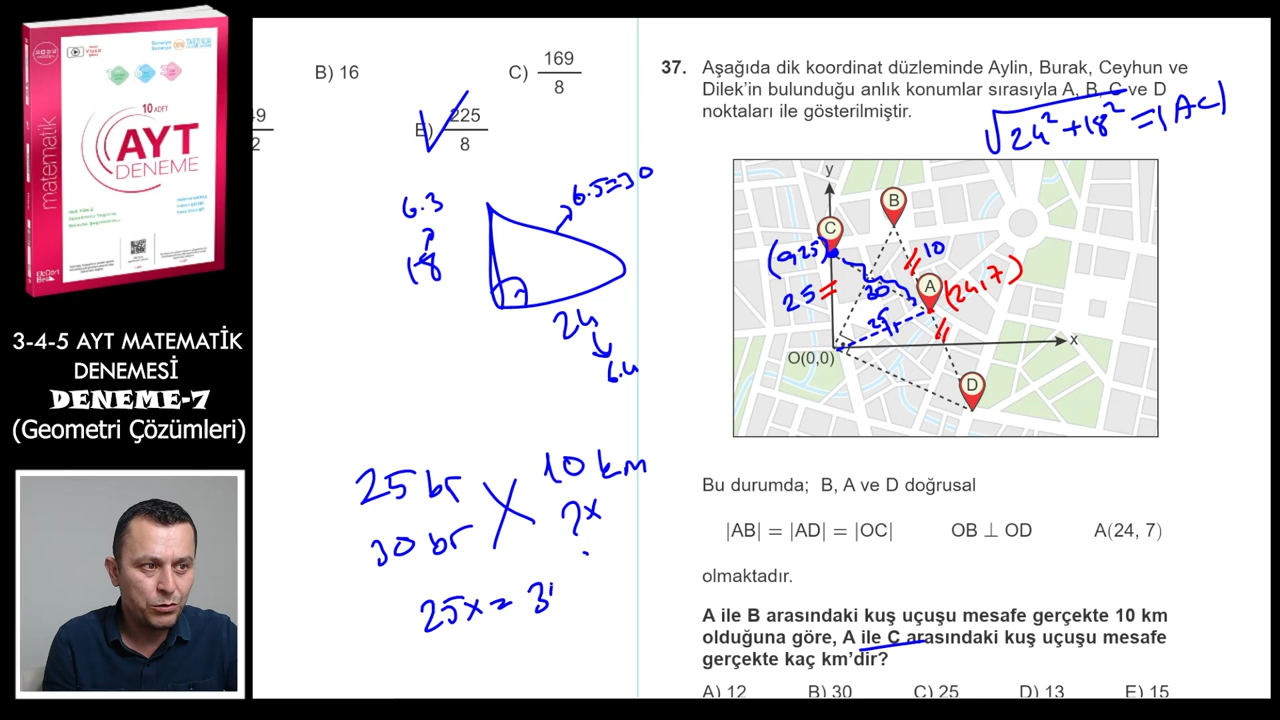 2022
10 ADET
AYT
DENEME
matematik
3-4-5 AYT MATEMATİK
DENEMESİ
DENEME-7
(Geometri Çözümleri)
B) 16
C) 169/8
49/2
E) 225/8
6.3
18
6.5=30
24
6.4
25 br 10 km
30 br ?x
25x = 3
37. Aşağıda dik koordinat düzleminde Aylin, Burak, Ceyhun ve
Dilek'in bulunduğu anlık konumlar sırasıyla A, B, C ve D
noktaları ile gösterilmiştir.
√24²+18² = |AC|
y
B
C
(0,25)
10
A
(24,7)
25
30
25
O(0,0)
x
D
Bu durumda; B, A ve D doğrusal
|AB| = |AD| = |OC| OB ⊥ OD A(24, 7)
olmaktadır.
A ile B arasındaki kuş uçuşu mesafe gerçekte 10 km
olduğuna göre, A ile C arasındaki kuş uçuşu mesafe
gerçekte kaç km'dir?
A) 12 B) 30 C) 25 D) 13 E) 15